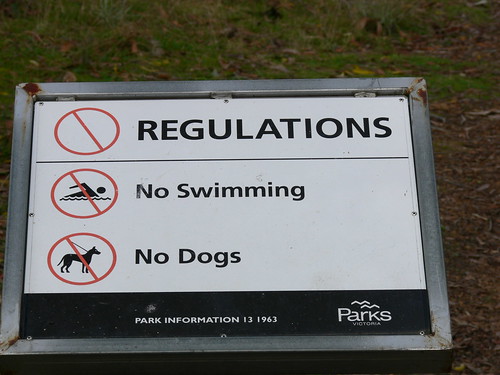 REGULATIONS
No Swimming
No Dogs
PARK INFORMATION 13 1963
Parks
VICTORIA